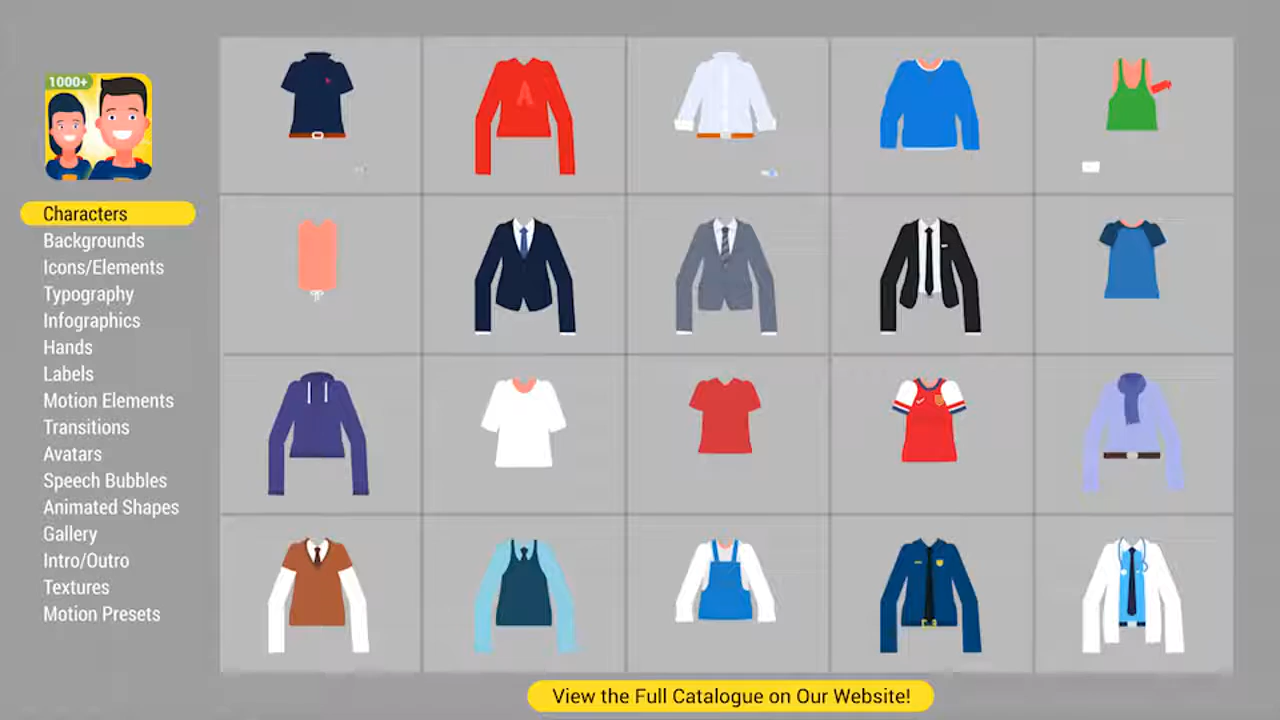 1000+
Characters
Backgrounds
Icons/Elements
Typography
Infographics
Hands
Labels
Motion Elements
Transitions
Avatars
Speech Bubbles
Animated Shapes
Gallery
Intro/Outro
Textures
Motion Presets
A
View the Full Catalogue on Our Website!